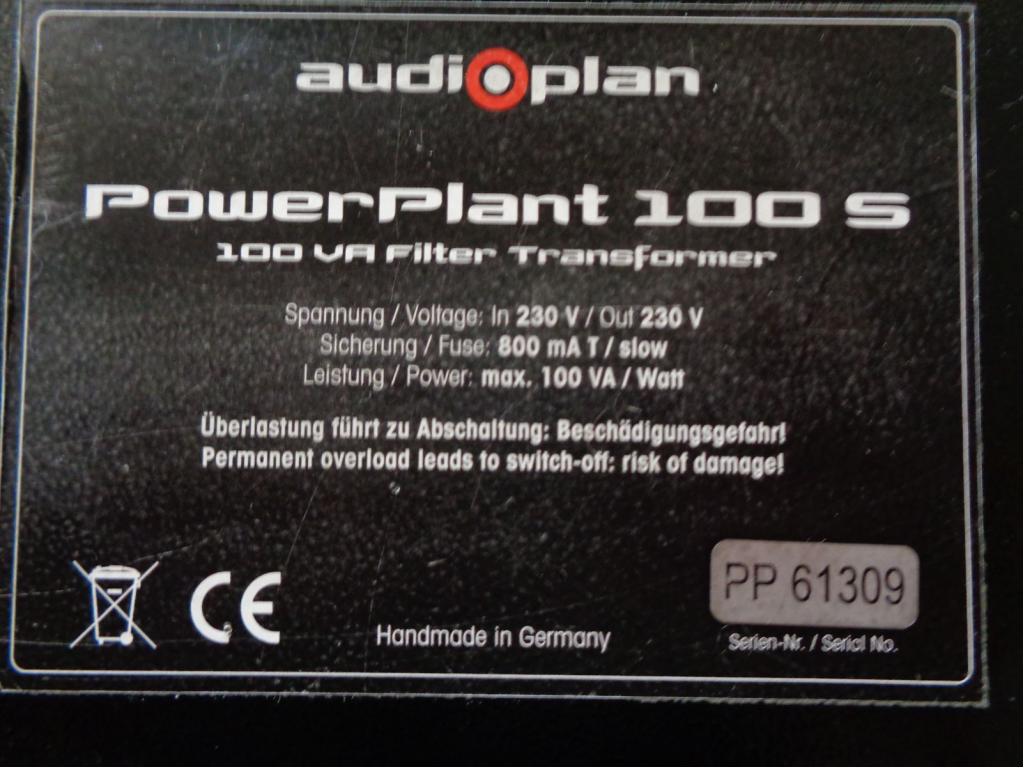 audioplan
PowerPlant 100 S
100 VA Filter Transformer
Spannung / Voltage: In 230 V / Out 230 V
Sicherung / Fuse: 800 mA T / slow
Leistung / Power: max. 100 VA / Watt
Überlastung führt zu Abschaltung: Beschädigungsgefahr!
Permanent overload leads to switch-off: risk of damage!
CE
PP 61309
Handmade in Germany
Serien-Nr. / Serial No.